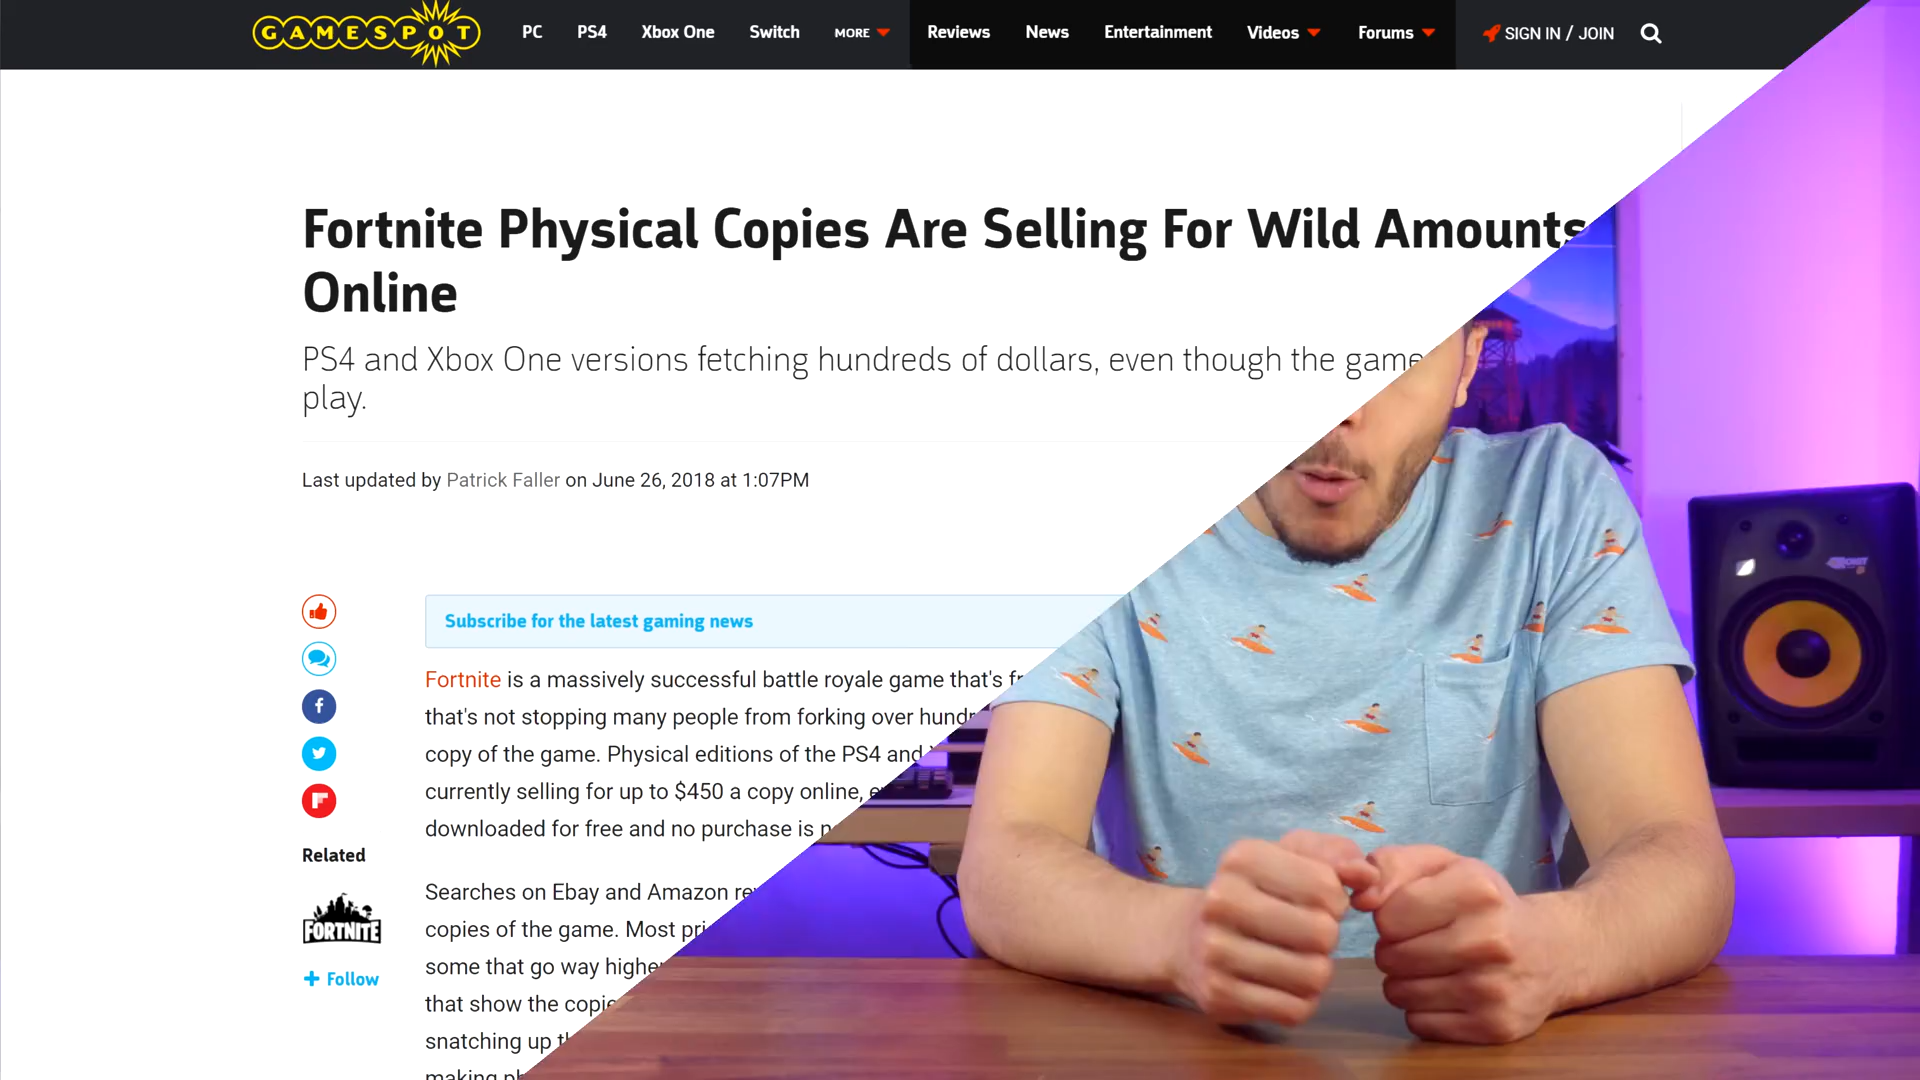 GAMESPOT
PC PS4 Xbox One Switch MORE Reviews News Entertainment Videos Forums SIGN IN / JOIN
Fortnite Physical Copies Are Selling For Wild Amounts
Online
PS4 and Xbox One versions fetching hundreds of dollars, even though the game
play.
Last updated by Patrick Faller on June 26, 2018 at 1:07PM
Subscribe for the latest gaming news
Fortnite is a massively successful battle royale game that's
that's not stopping many people from forking over
copy of the game. Physical editions of the PS4 and
currently selling for up to $450 a copy online,
downloaded for free and no purchase is
Related
Searches on Ebay and Amazon
copies of the game. Most
FORTNITE
some that go way
Follow
that show the
snatching up
making